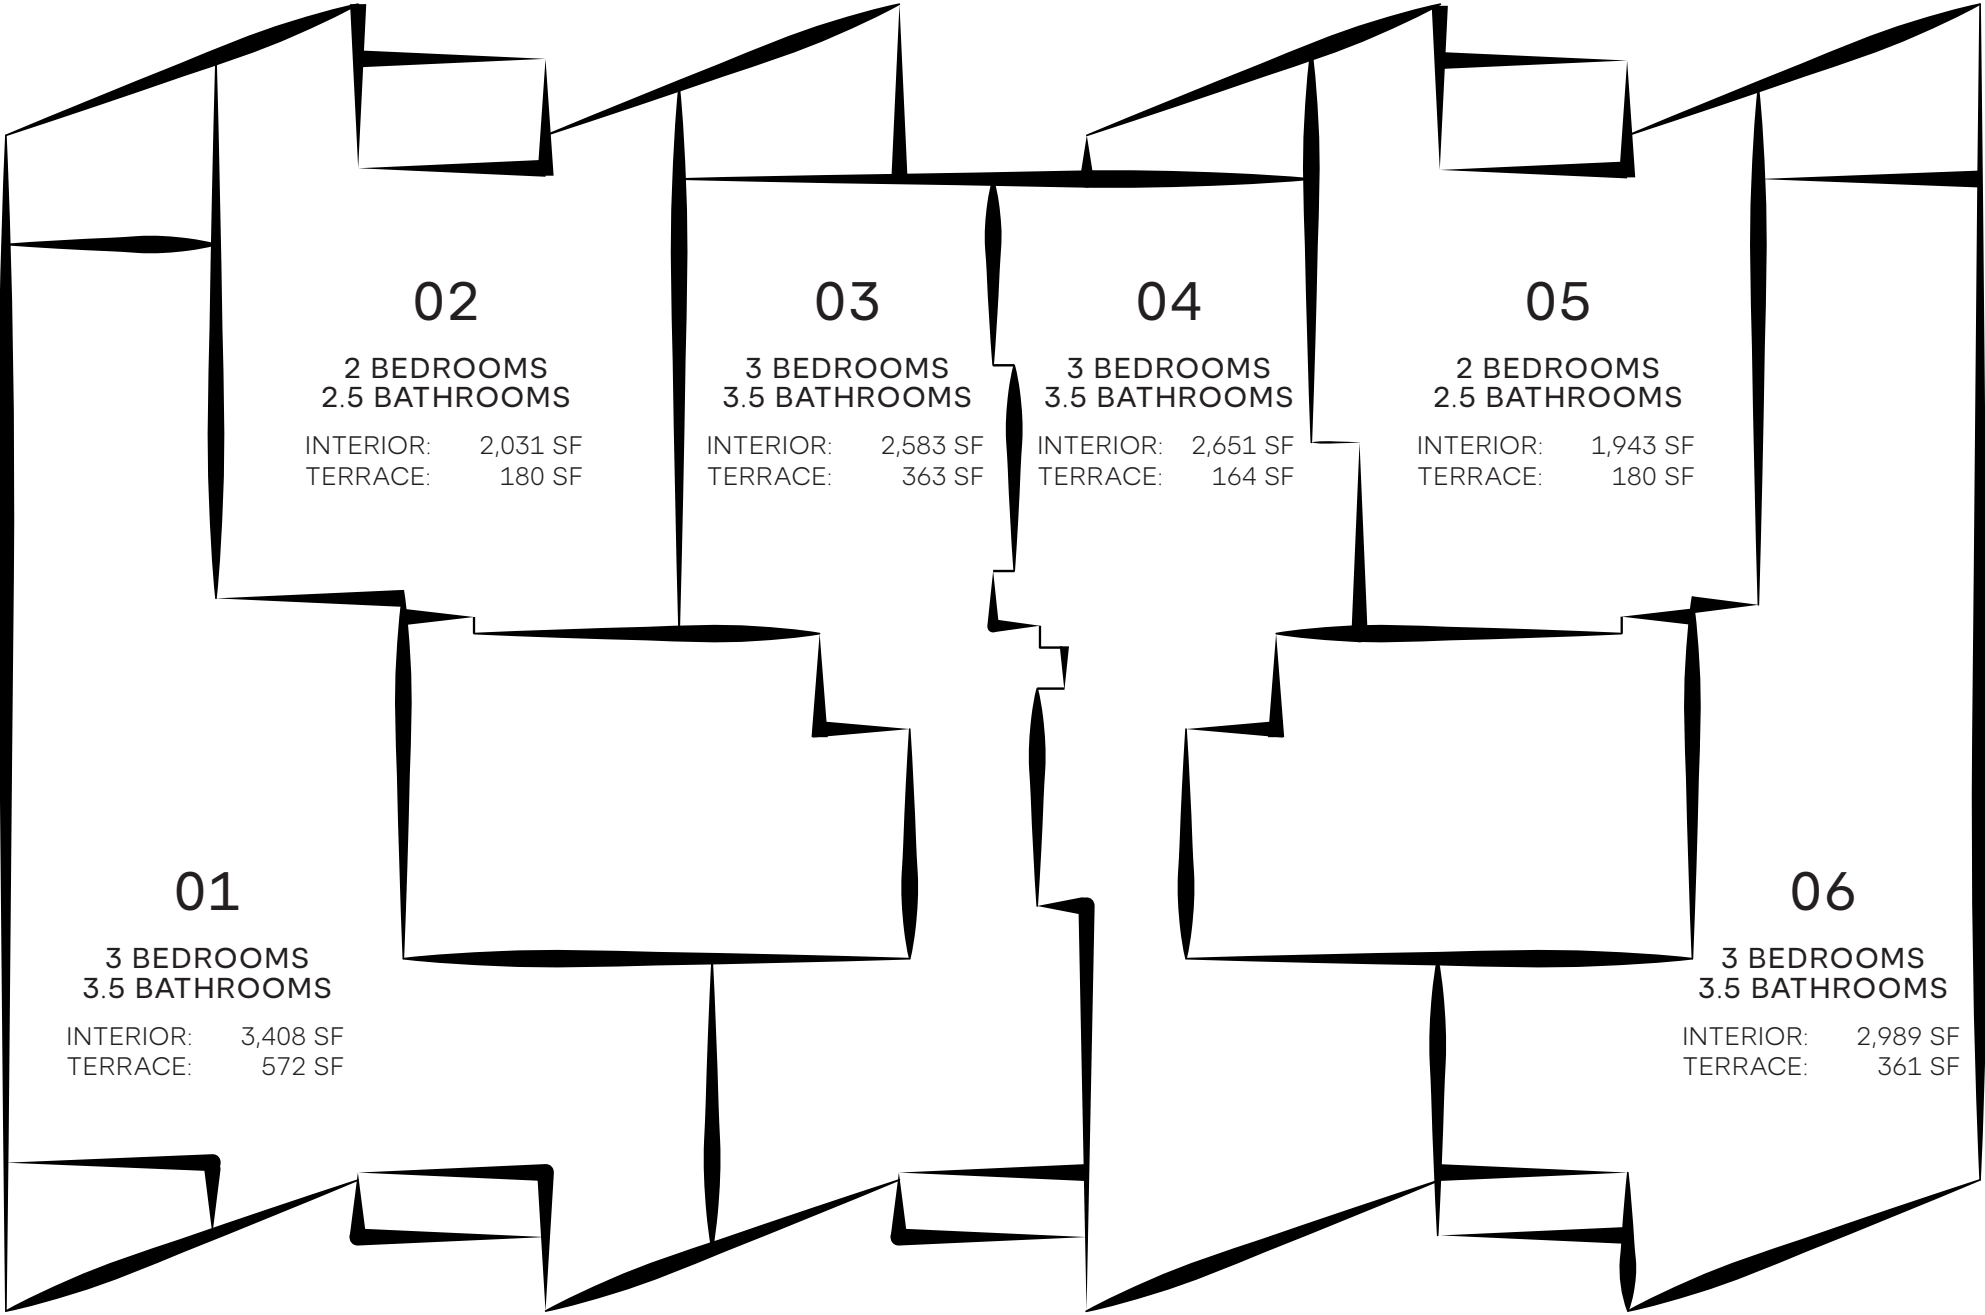 02
2 BEDROOMS
2.5 BATHROOMS
INTERIOR: 2,031 SF
TERRACE: 180 SF
03
3 BEDROOMS
3.5 BATHROOMS
INTERIOR: 2,583 SF
TERRACE: 363 SF
04
3 BEDROOMS
3.5 BATHROOMS
INTERIOR: 2,651 SF
TERRACE: 164 SF
05
2 BEDROOMS
2.5 BATHROOMS
INTERIOR: 1,943 SF
TERRACE: 180 SF
01
3 BEDROOMS
3.5 BATHROOMS
INTERIOR: 3,408 SF
TERRACE: 572 SF
06
3 BEDROOMS
3.5 BATHROOMS
INTERIOR: 2,989 SF
TERRACE: 361 SF